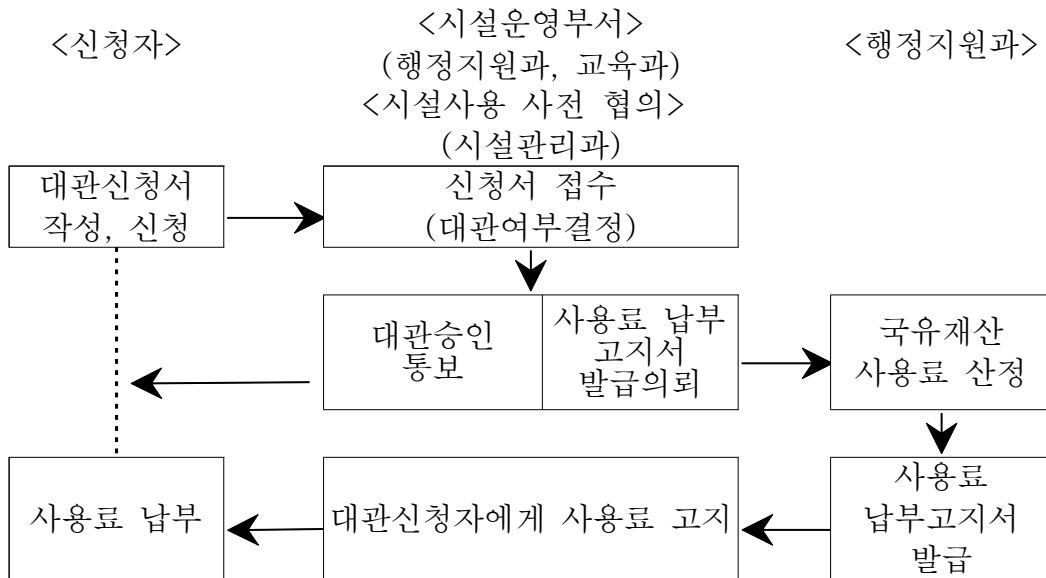 <신청자>
<시설운영부서>
(행정지원과, 교육과)
<시설사용 사전 협의>
(시설관리과)
<행정지원과>
대관신청서
작성, 신청
신청서 접수
(대관여부결정)
대관승인
통보
사용료 납부
고지서
발급의뢰
국유재산
사용료 산정
사용료 납부
대관신청자에게 사용료 고지
사용료
납부고지서
발급